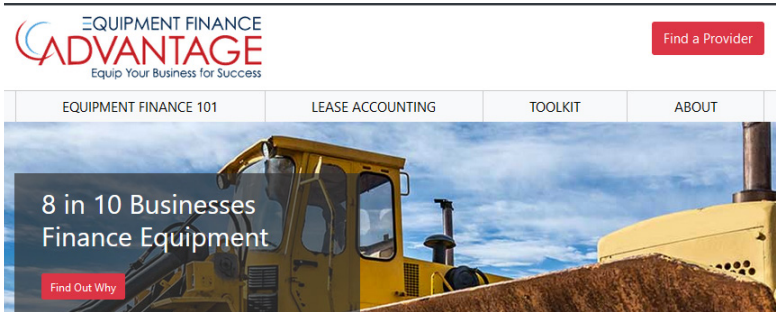 EQUIPMENT FINANCE
ADVANTAGE
Equip Your Business for Success
Find a Provider
EQUIPMENT FINANCE 101
LEASE ACCOUNTING
TOOLKIT
ABOUT
8 in 10 Businesses
Finance Equipment
Find Out Why